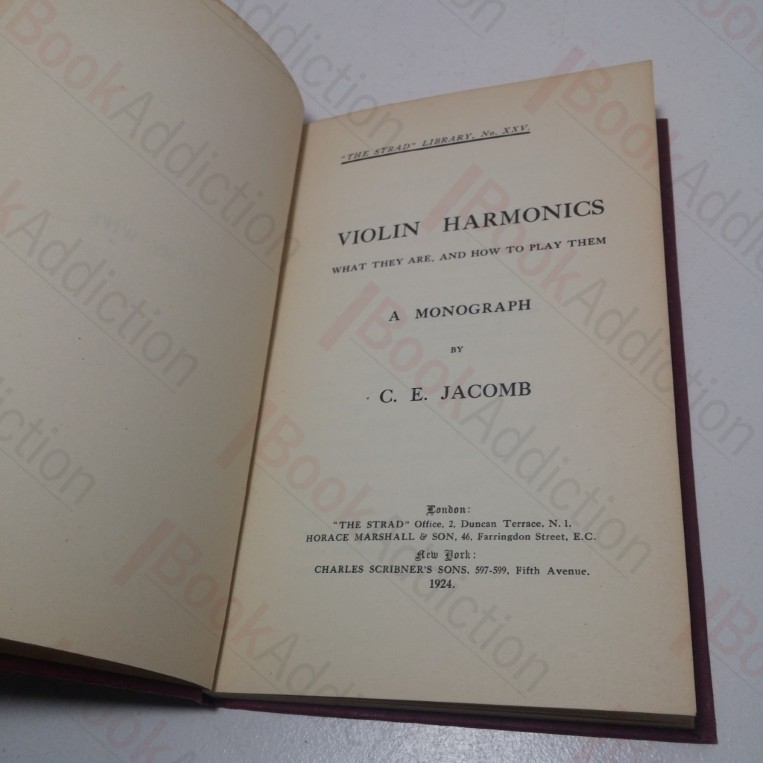 "THE STRAD" LIBRARY, No. XXV.
VIOLIN HARMONICS
WHAT THEY ARE, AND HOW TO PLAY THEM
A MONOGRAPH
BY
C. E. JACOMB
London:
"THE STRAD" Office, 2, Duncan Terrace, N. 1.
HORACE MARSHALL & SON, 46, Farringdon Street, E.C.
New York:
CHARLES SCRIBNER'S SONS, 597-599, Fifth Avenue.
1924.
BookAddiction